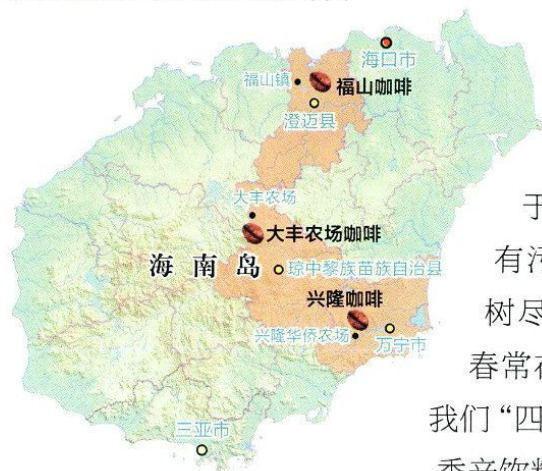 海口市
福山镇
福山咖啡
澄迈县
大丰农场
大丰农场咖啡
海南岛
琼中黎族苗族自治县
兴隆咖啡
兴隆华侨农场
万宁市
三亚市
于
有污
树尽
春常在
我们“四